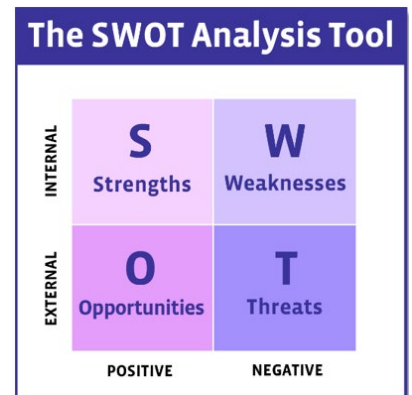 The SWOT Analysis Tool
INTERNAL
S
Strengths
W
Weaknesses
EXTERNAL
O
Opportunities
T
Threats
POSITIVE
NEGATIVE